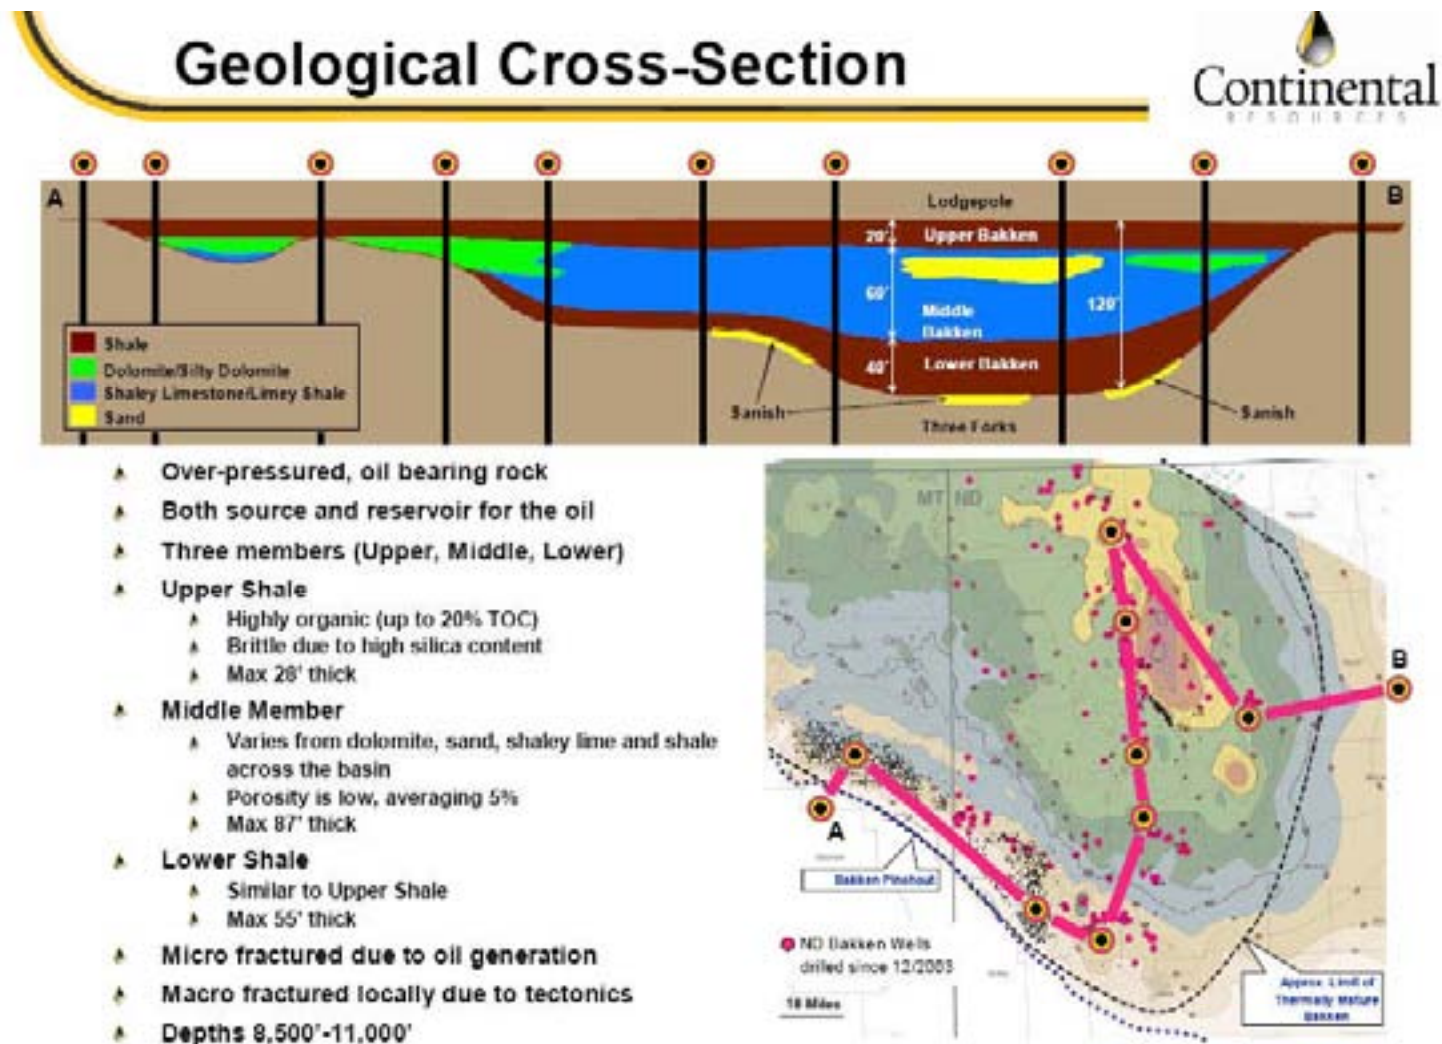 Geological Cross-Section
Continental
RESOURCES
A
B
Lodgepole
20'
Upper Bakken
60'
120'
Middle
Bakken
40'
Lower Bakken
Shale
Dolomite/Silty Dolomite
Shaley Limestone/Limey Shale
Sand
Sanish
Sanish
Three Forks
Over-pressured, oil bearing rock
Both source and reservoir for the oil
Three members (Upper, Middle, Lower)
Upper Shale
Highly organic (up to 20% TOC)
Brittle due to high silica content
Max 28' thick
Middle Member
Varies from dolomite, sand, shaley lime and shale
across the basin
Porosity is low, averaging 5%
Max 87' thick
Lower Shale
Similar to Upper Shale
Max 55' thick
Micro fractured due to oil generation
Macro fractured locally due to tectonics
Depths 8,500'-11,000'
MT ND
B
A
Bakken Pinchout
ND Bakken Wells
drilled since 12/2003
18 Miles
Approx. Limit of
Thermally Mature
Bakken